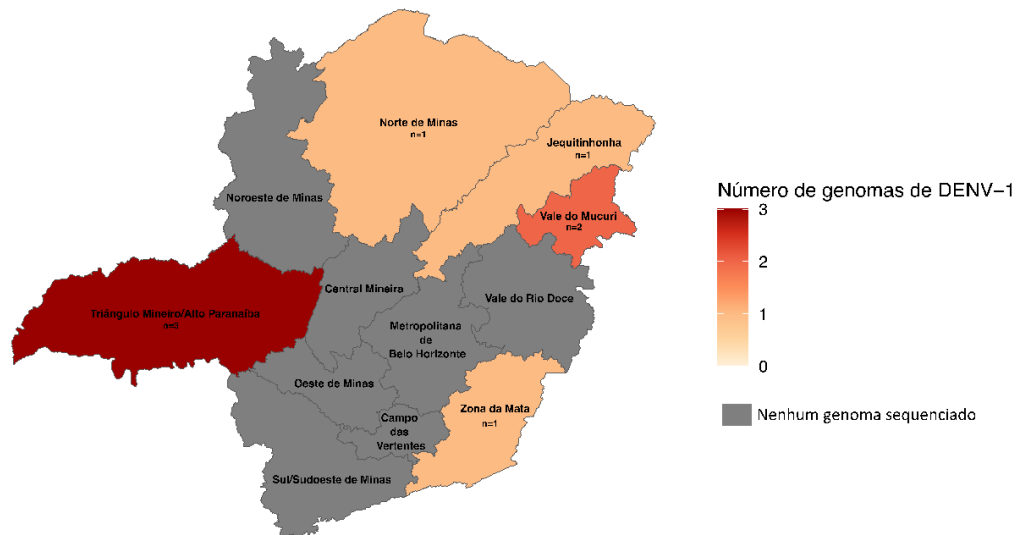 Norte de Minas
n=1
Jequitinhonha
n=1
Noroeste de Minas
Vale do Mucuri
n=2
Central Mineira
Vale do Rio Doce
Triângulo Mineiro/Alto Paranaíba
n=3
Metropolitana
de
Belo Horizonte
Oeste de Minas
Zona da Mata
n=1
Campo
das
Vertentes
Sul/Sudoeste de Minas
Número de genomas de DENV-1
3
2
1
0
Nenhum genoma sequenciado